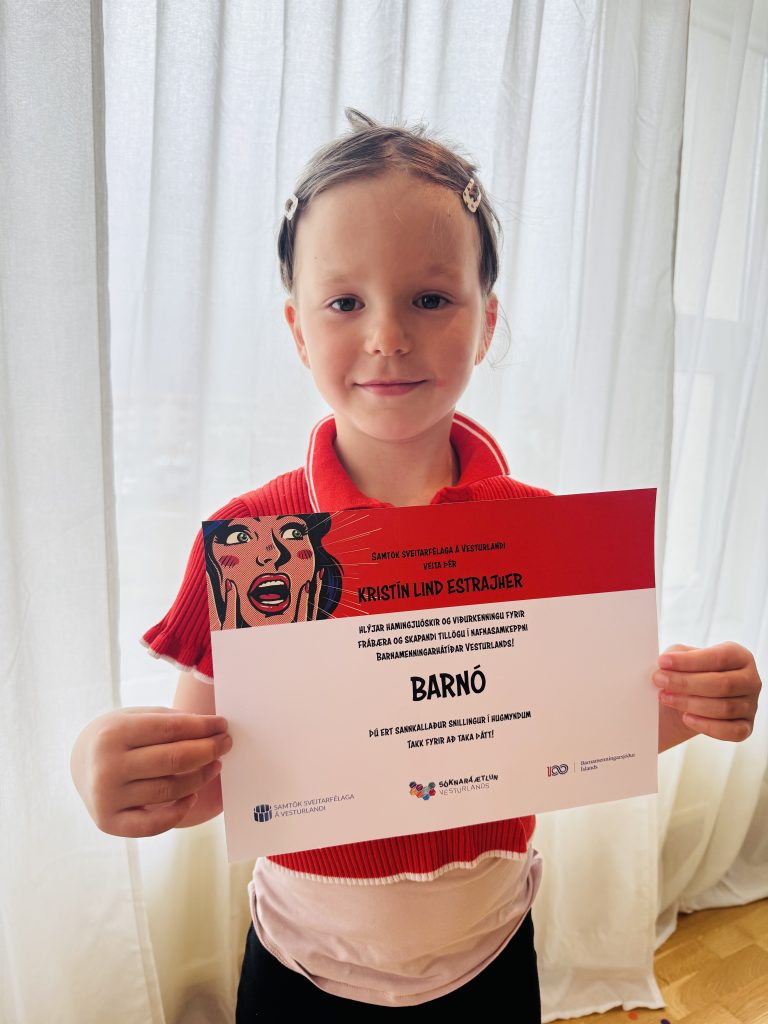 SAMTÖK SVEITARFÉLAGA Á VESTURLANDI
VEITA ÞÉR
KRISTÍN LIND ESTRAJHER
HLÝJAR HAMINGJUÓSKIR OG VIÐURKENNINGU FYRIR
FRÁBÆRA OG SKAPANDI TILLÖGU Í NAFNASAMKEPPNI
BARNAMENNINGARHÁTÍÐAR VESTURLANDS!
BARNÓ
ÞÚ ERT SANNKALLAÐUR SNILLINGUR Í HUGMYNDUM
TAKK FYRIR AÐ TAKA ÞÁTT!
SAMTÖK SVEITARFÉLAGA
Á VESTURLANDI
SÓKNARÁÆTLUN
VESTURLANDS
100
Barnamenningarsjóður
Íslands